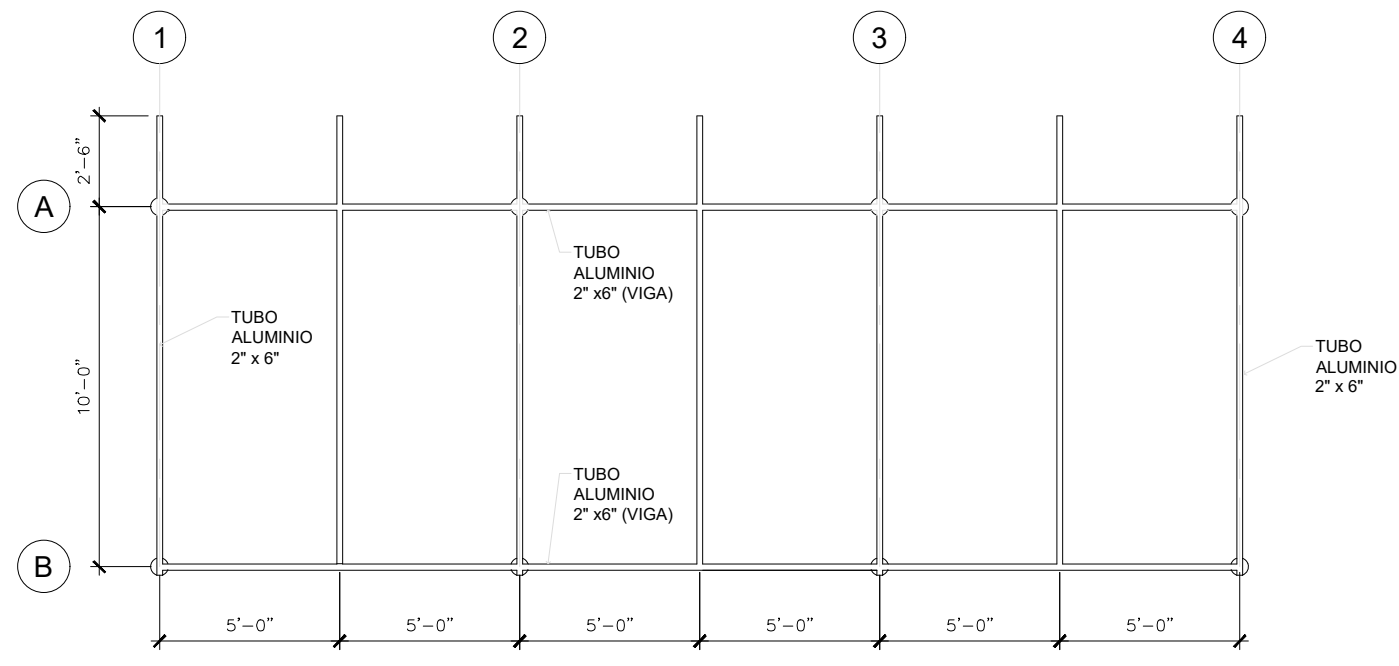 1
2
3
4
2'-6"
A
TUBO
ALUMINIO
2" x6" (VIGA)
TUBO
ALUMINIO
2" x 6"
TUBO
ALUMINIO
2" x 6"
10'-0"
TUBO
ALUMINIO
2" x6" (VIGA)
B
5'-0"
5'-0"
5'-0"
5'-0"
5'-0"
5'-0"